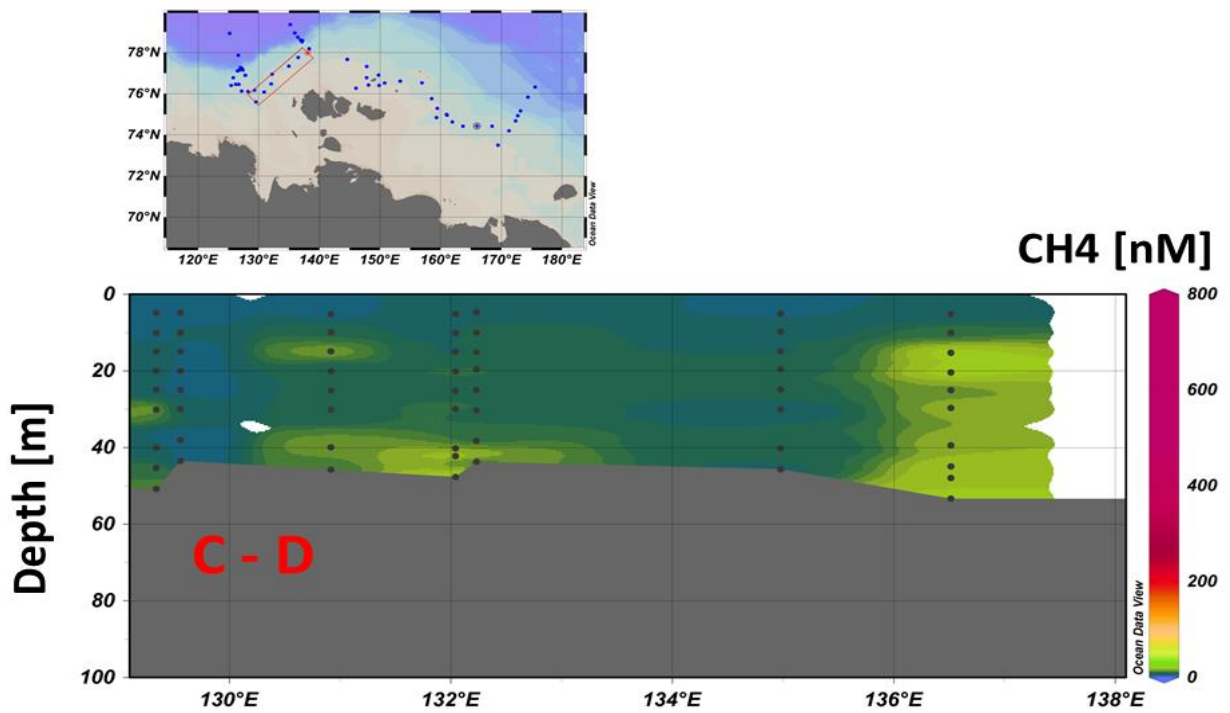 78°N
76°N
74°N
72°N
70°N
120°E 130°E 140°E 150°E 160°E 170°E 180°E
Ocean Data View
CH4 [nM]
Depth [m]
0
20
40
60
80
100
C - D
130°E 132°E 134°E 136°E 138°E
Ocean Data View
800
600
400
200
0